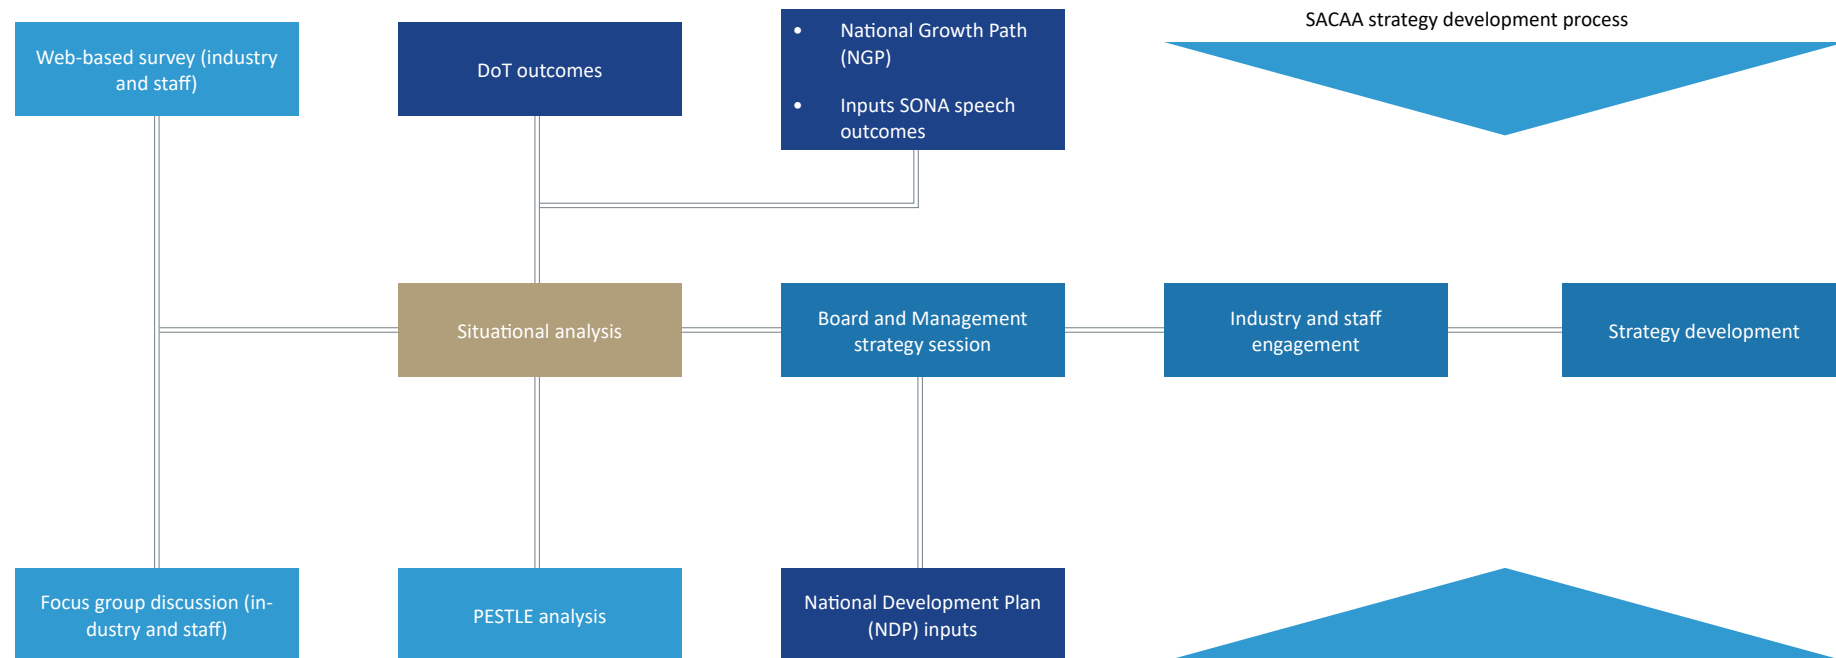 SACAA strategy development process
Web-based survey (industry
and staff)
DoT outcomes
• National Growth Path
(NGP)
• Inputs SONA speech
outcomes
Situational analysis
Board and Management
strategy session
Industry and staff
engagement
Strategy development
Focus group discussion (in-
dustry and staff)
PESTLE analysis
National Development Plan
(NDP) inputs